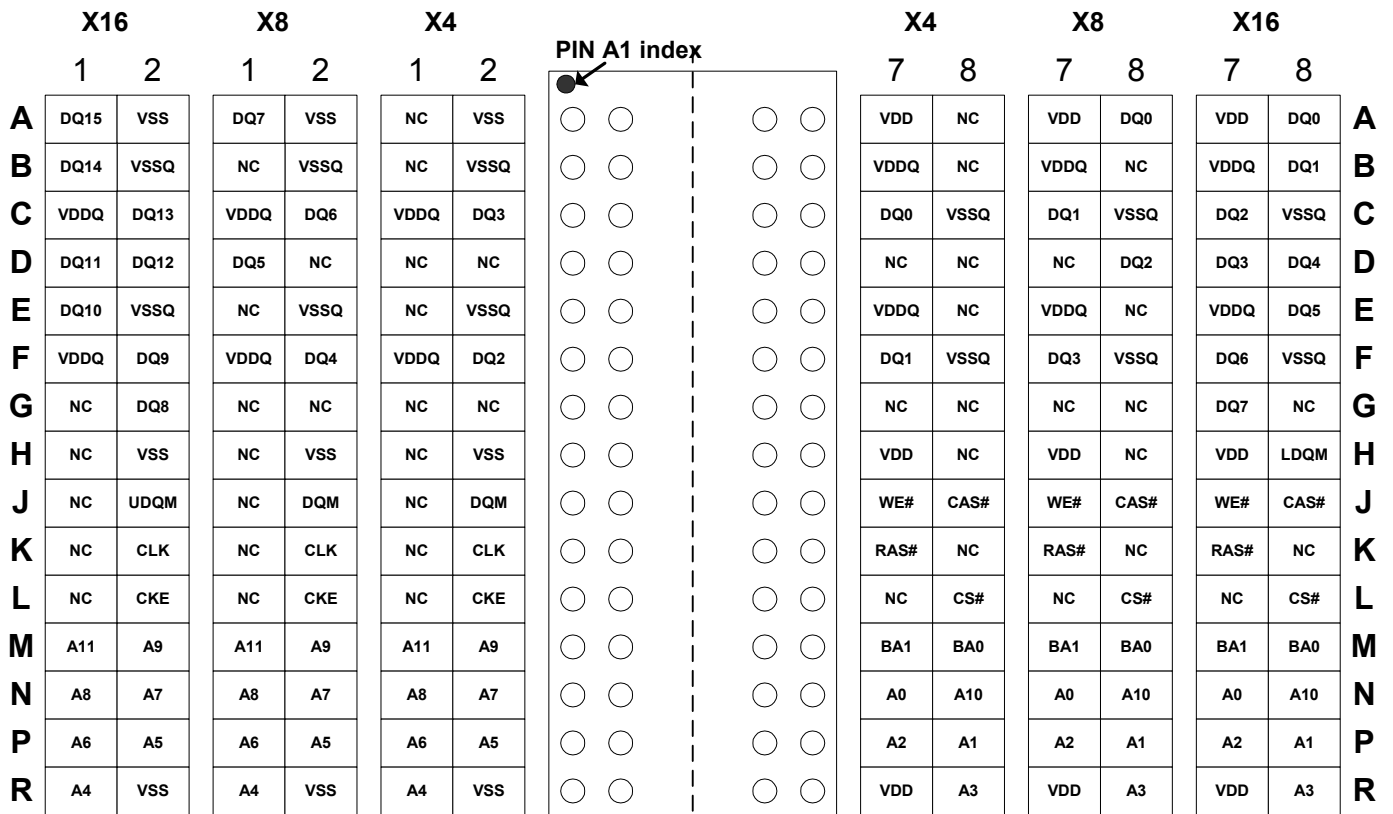 X16 X8 X4 X4 X8 X16
PIN A1 index
1 2 1 2 1 2 7 8 7 8 7 8
A DQ15 VSS DQ7 VSS NC VSS VDD NC VDD DQ0 VDD DQ0 A
B DQ14 VSSQ NC VSSQ NC VSSQ VDDQ NC VDDQ NC VDDQ DQ1 B
C VDDQ DQ13 VDDQ DQ6 VDDQ DQ3 DQ0 VSSQ DQ1 VSSQ DQ2 VSSQ C
D DQ11 DQ12 DQ5 NC NC NC NC NC NC DQ2 DQ3 DQ4 D
E DQ10 VSSQ NC VSSQ NC VSSQ VDDQ NC VDDQ NC VDDQ DQ5 E
F VDDQ DQ9 VDDQ DQ4 VDDQ DQ2 DQ1 VSSQ DQ3 VSSQ DQ6 VSSQ F
G NC DQ8 NC NC NC NC NC NC NC NC DQ7 NC G
H NC VSS NC VSS NC VSS VDD NC VDD NC VDD LDQM H
J NC UDQM NC DQM NC DQM WE# CAS# WE# CAS# WE# CAS# J
K NC CLK NC CLK NC CLK RAS# NC RAS# NC RAS# NC K
L NC CKE NC CKE NC CKE NC CS# NC CS# NC CS# L
M A11 A9 A11 A9 A11 A9 BA1 BA0 BA1 BA0 BA1 BA0 M
N A8 A7 A8 A7 A8 A7 A0 A10 A0 A10 A0 A10 N
P A6 A5 A6 A5 A6 A5 A2 A1 A2 A1 A2 A1 P
R A4 VSS A4 VSS A4 VSS VDD A3 VDD A3 VDD A3 R